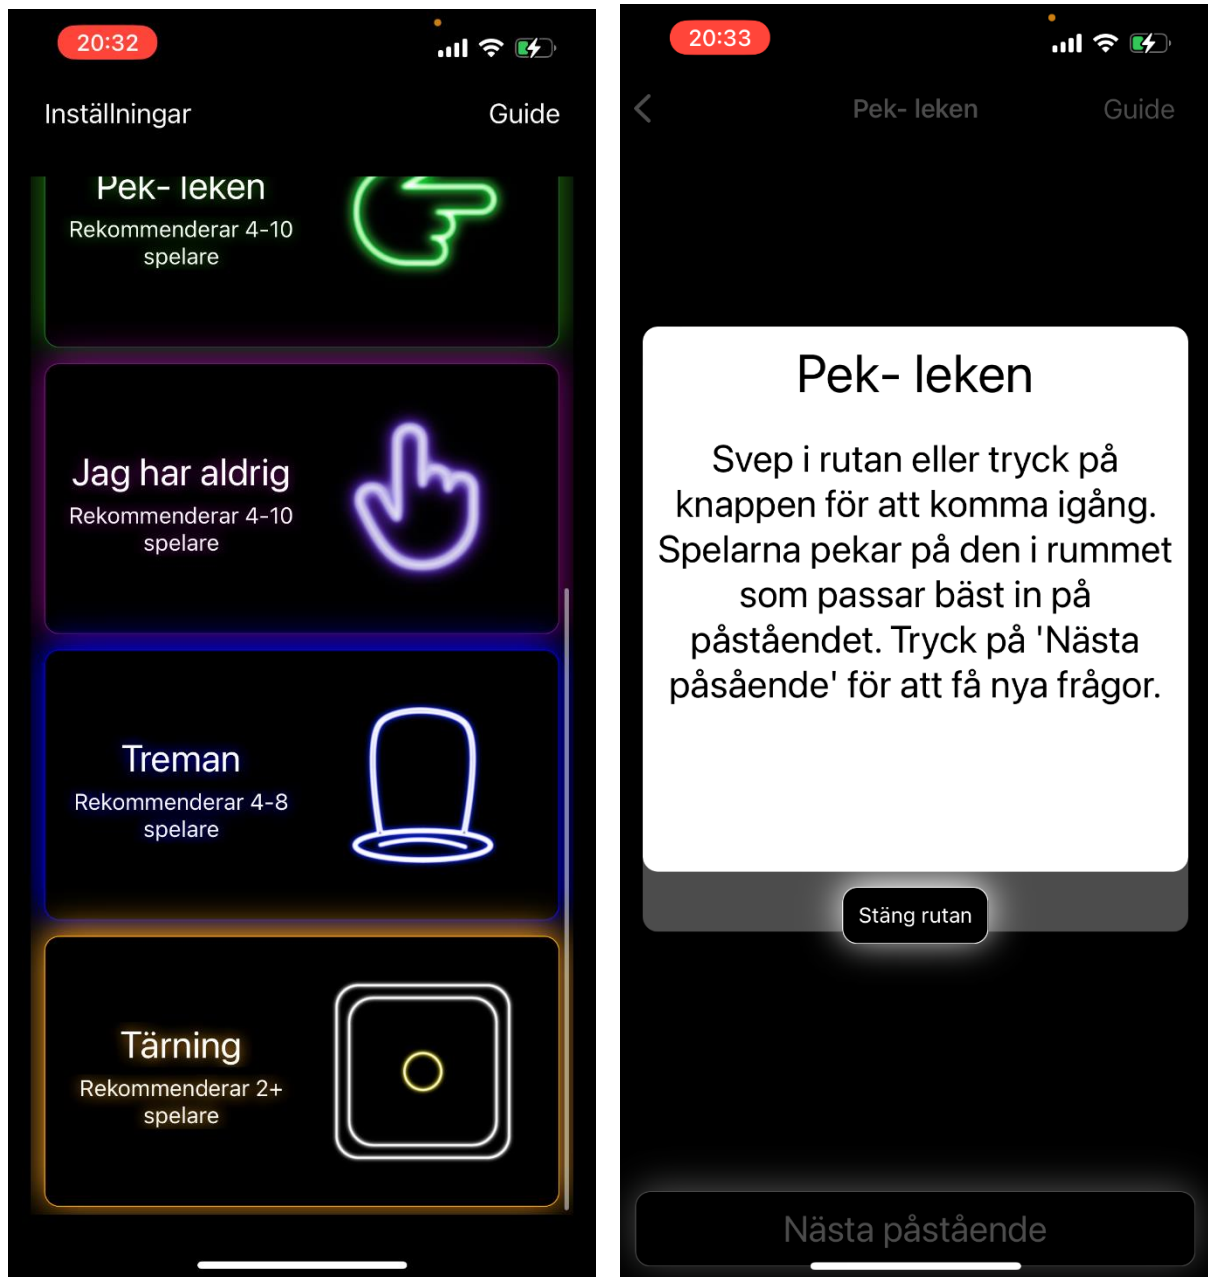 20:32
Inställningar
Guide
Pek- leken
Rekommenderar 4-10
spelare
Jag har aldrig
Rekommenderar 4-10
spelare
Treman
Rekommenderar 4-8
spelare
Tärning
Rekommenderar 2+
spelare
20:33
Pek- leken
Guide
Pek- leken
Svep i rutan eller tryck på
knappen för att komma igång.
Spelarna pekar på den i rummet
som passar bäst in på
påståendet. Tryck på 'Nästa
påsående' för att få nya frågor.
Stäng rutan
Nästa påstående